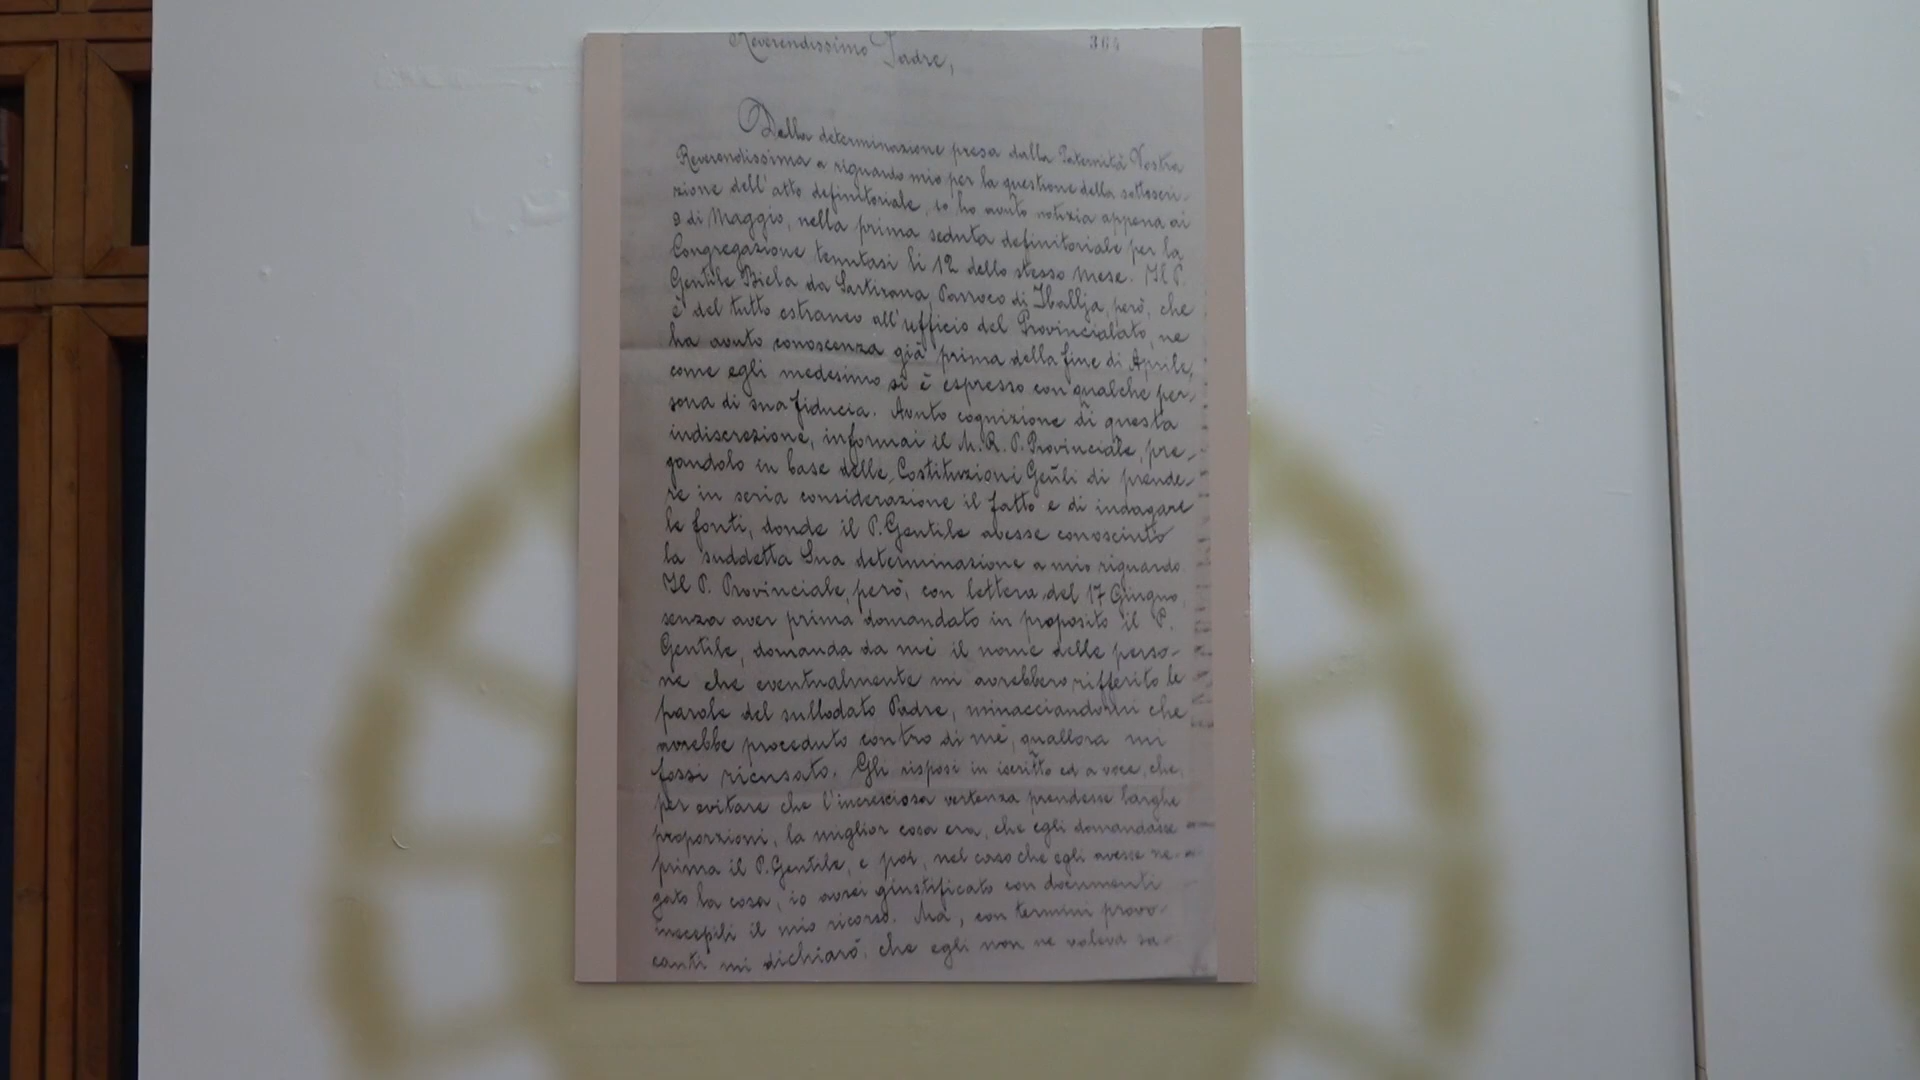 Reverendissimo Padre,
364
Della determinazione presa dalla Paternità Vostra
Reverendissima a riguardo mio per la questione della sottoscri-
zione dell'atto definitoriale, io ho avuto notizia appena ai
9 di Maggio, nella prima seduta definitoriale per la
Congregazione tenutasi li 12 dello stesso mese. Il P.
Gentile Biela da Sartirana, Parroco di Iballja, però, che
è del tutto estraneo all'ufficio del Provincialato, ne
ha avuto conoscenza già prima della fine di Aprile,
come egli medesimo si è espresso con qualche per-
sona di sua fiducia. Avuto cognizione di questa
indiscrezione, informai il M. R. P. Provinciale, pre-
gandolo in base delle Costituzioni Gen̄li di prende-
re in seria considerazione il fatto e di indagare
le fonti, donde il P. Gentile avesse conosciuto
la suddetta Sua determinazione a mio riguardo.
Il P. Provinciale, però, con lettera del 17 Giugno,
senza aver prima domandato in proposito il P.
Gentile, domanda da me il nome delle perso-
ne che eventualmente mi avrebbero rifferito le
parole del sullodato Padre, minacciandomi che
avrebbe proceduto contro di me, quallora mi
fossi ricusato. Gli risposi in iscritto ed a voce, che,
per evitare che l'incresciosa vertenza prendesse larghe
proporzioni, la miglior cosa era, che egli domandasse
prima il P. Gentile, e poi, nel caso che egli avesse ne-
gato la cosa, io avrei giustificato con documenti
il mio ricorso. Ma, con termini provo-
canti mi dichiarò, che egli non ne voleva sa-